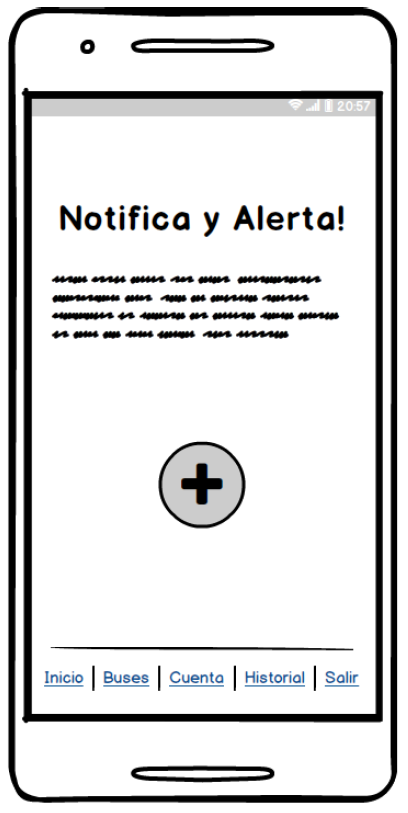 20:57
Notifica y Alerta!
Inicio | Buses | Cuenta | Historial | Salir